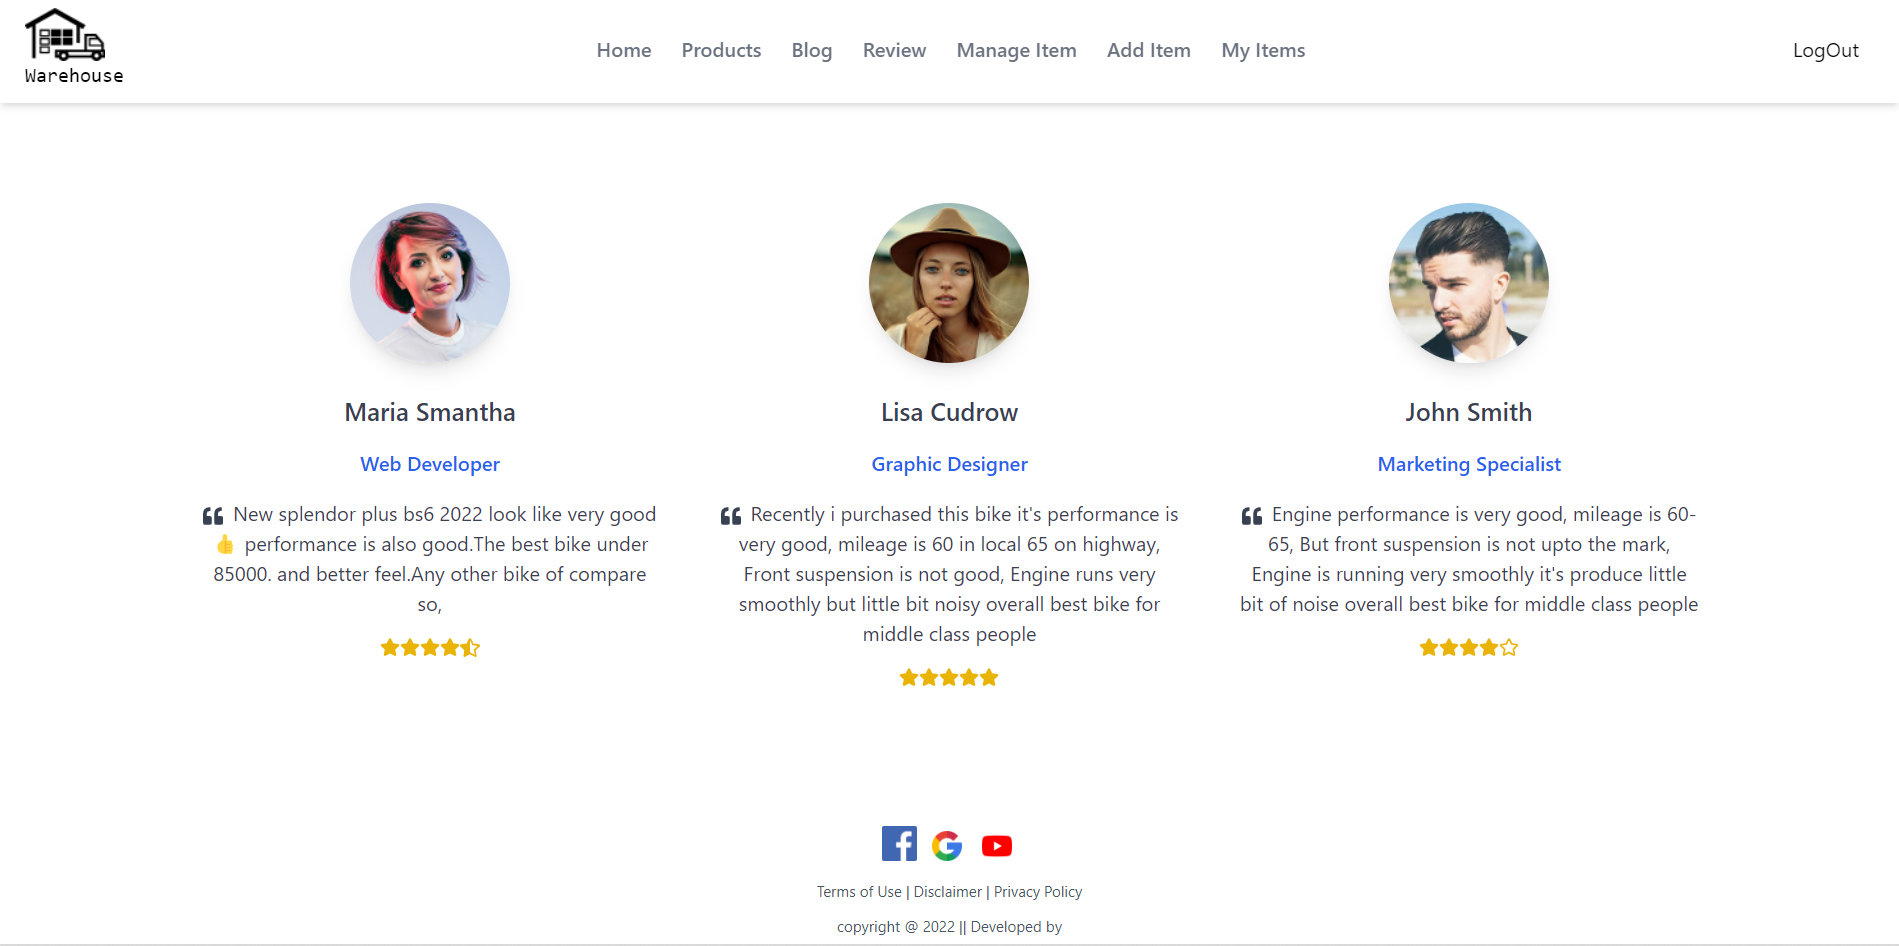 Warehouse
Home Products Blog Review Manage Item Add Item My Items
LogOut
Maria Smantha
Web Developer
New splendor plus bs6 2022 look like very good
👍 performance is also good.The best bike under
85000. and better feel.Any other bike of compare
so,
Lisa Cudrow
Graphic Designer
Recently i purchased this bike it's performance is
very good, mileage is 60 in local 65 on highway,
Front suspension is not good, Engine runs very
smoothly but little bit noisy overall best bike for
middle class people
John Smith
Marketing Specialist
Engine performance is very good, mileage is 60-
65, But front suspension is not upto the mark,
Engine is running very smoothly it's produce little
bit of noise overall best bike for middle class people
Terms of Use | Disclaimer | Privacy Policy
copyright @ 2022 || Developed by